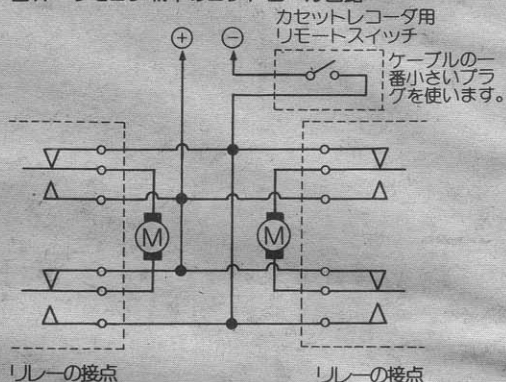 ⊕
⊖
カセットレコーダ用
リモートスイッチ
ケーブルの一
番小さいプラ
グを使います。
M
M
リレーの接点
リレーの接点